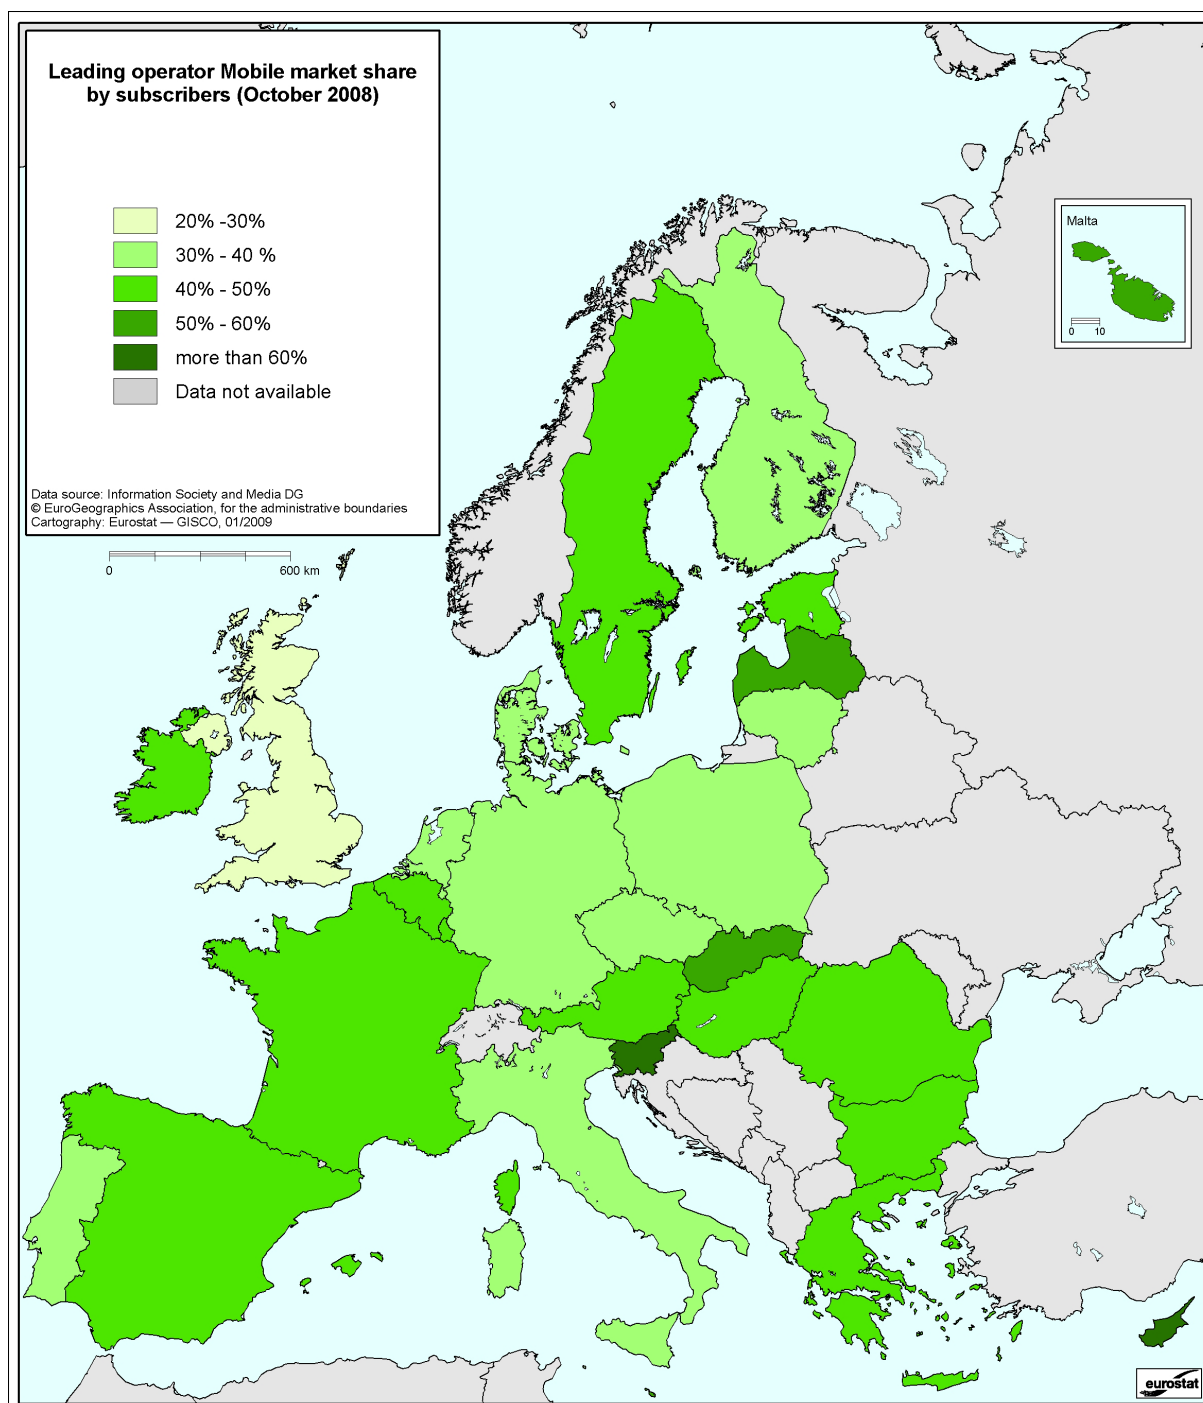 Leading operator Mobile market share
by subscribers (October 2008)
20% -30%
30% - 40 %
40% - 50%
50% - 60%
more than 60%
Data not available
Data source: Information Society and Media DG
© EuroGeographics Association, for the administrative boundaries
Cartography: Eurostat — GISCO, 01/2009
0 600 km
Malta
0 10
eurostat